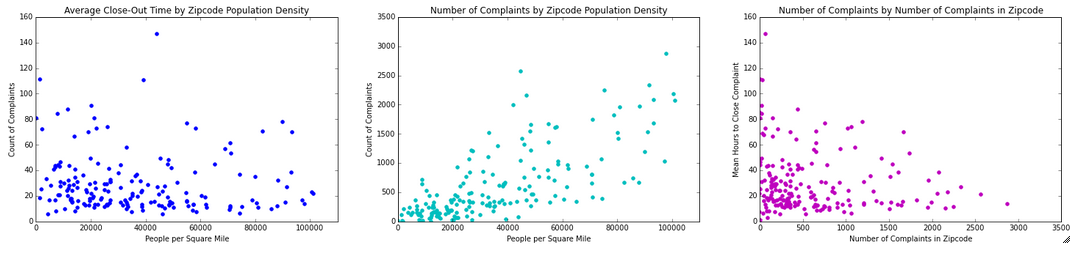 Average Close-Out Time by Zipcode Population Density
160
140
120
100
80
60
40
20
0
Count of Complaints
0 20000 40000 60000 80000 100000
People per Square Mile
Number of Complaints by Zipcode Population Density
3500
3000
2500
2000
1500
1000
500
0
Count of Complaints
0 20000 40000 60000 80000 100000
People per Square Mile
Number of Complaints by Number of Complaints in Zipcode
160
140
120
100
80
60
40
20
0
Mean Hours to Close Complaint
0 500 1000 1500 2000 2500 3000 3500
Number of Complaints in Zipcode